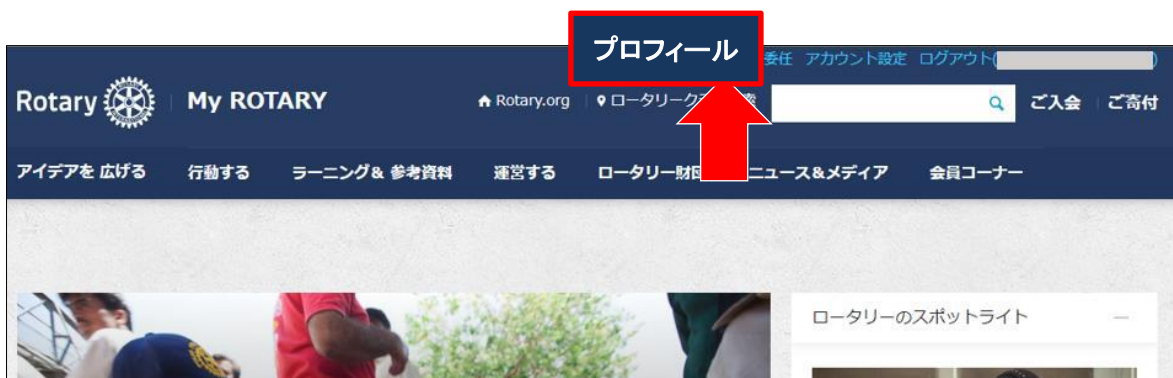 プロフィール
委任 アカウント設定 ログアウト( )
Rotary My ROTARY Rotary.org ロータリーク 索 ご入会 ご寄付
アイデアを 広げる 行動する ラーニング& 参考資料 運営する ロータリー財団 ニュース&メディア 会員コーナー
ロータリーのスポットライト